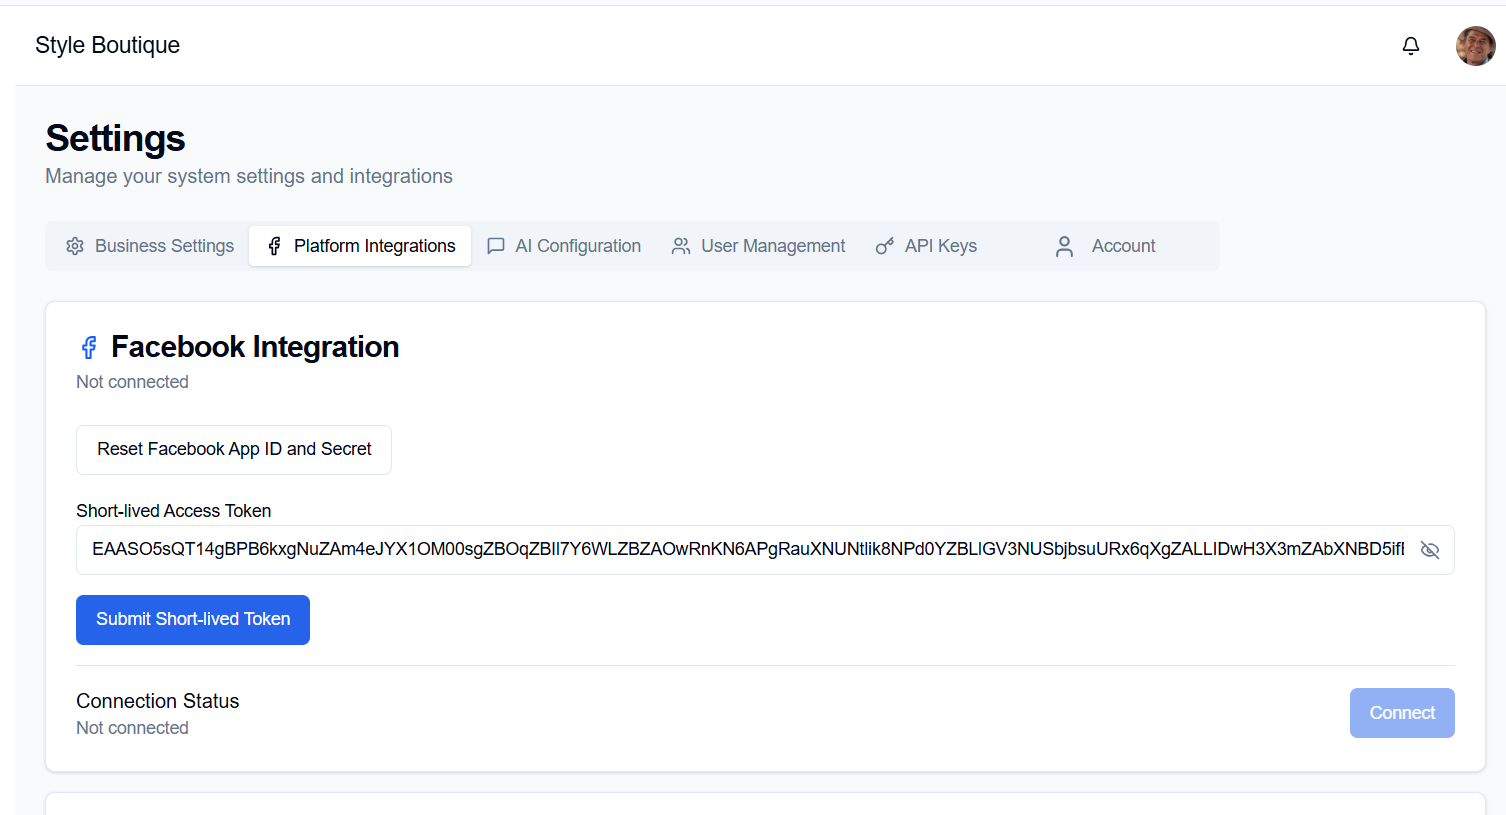 Style Boutique
Settings
Manage your system settings and integrations
Business Settings
Platform Integrations
AI Configuration
User Management
API Keys
Account
Facebook Integration
Not connected
Reset Facebook App ID and Secret
Short-lived Access Token
Submit Short-lived Token
Connection Status
Not connected
Connect